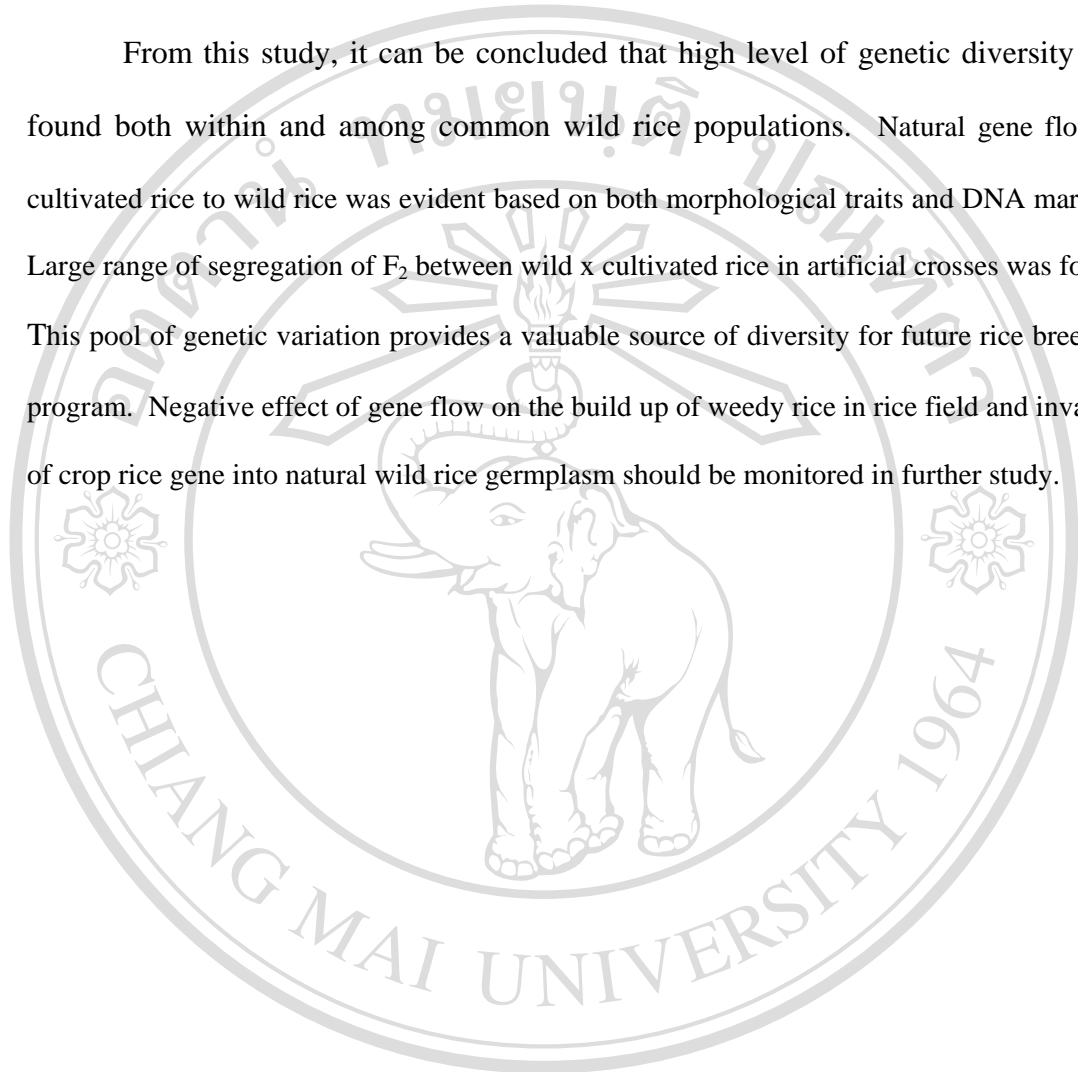 From this study, it can be concluded that high level of genetic diversity
found both within and among common wild rice populations. Natural gene flo
cultivated rice to wild rice was evident based on both morphological traits and DNA mar
Large range of segregation of F₂ between wild x cultivated rice in artificial crosses was fo
This pool of genetic variation provides a valuable source of diversity for future rice bree
program. Negative effect of gene flow on the build up of weedy rice in rice field and inva
of crop rice gene into natural wild rice germplasm should be monitored in further study.
CHIANG MAI UNIVERSITY 1964